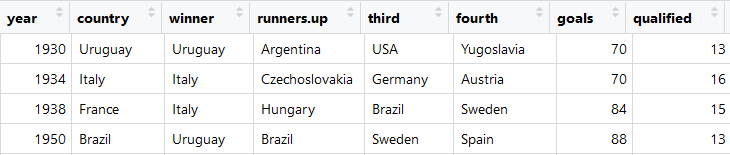 year country winner runners.up third fourth goals qualified
1930 Uruguay Uruguay Argentina USA Yugoslavia 70 13
1934 Italy Italy Czechoslovakia Germany Austria 70 16
1938 France Italy Hungary Brazil Sweden 84 15
1950 Brazil Uruguay Brazil Sweden Spain 88 13